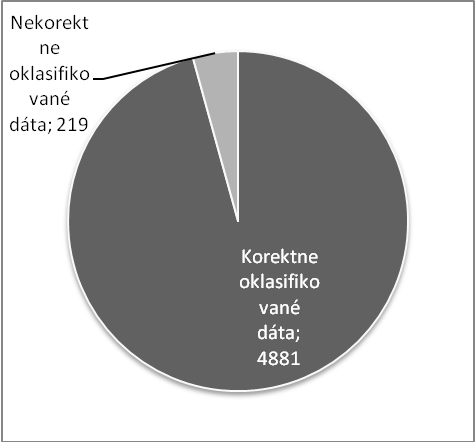 Nekorekt
ne
oklasifiko
vané
dáta; 219
Korektne
oklasifiko
vané
dáta;
4881